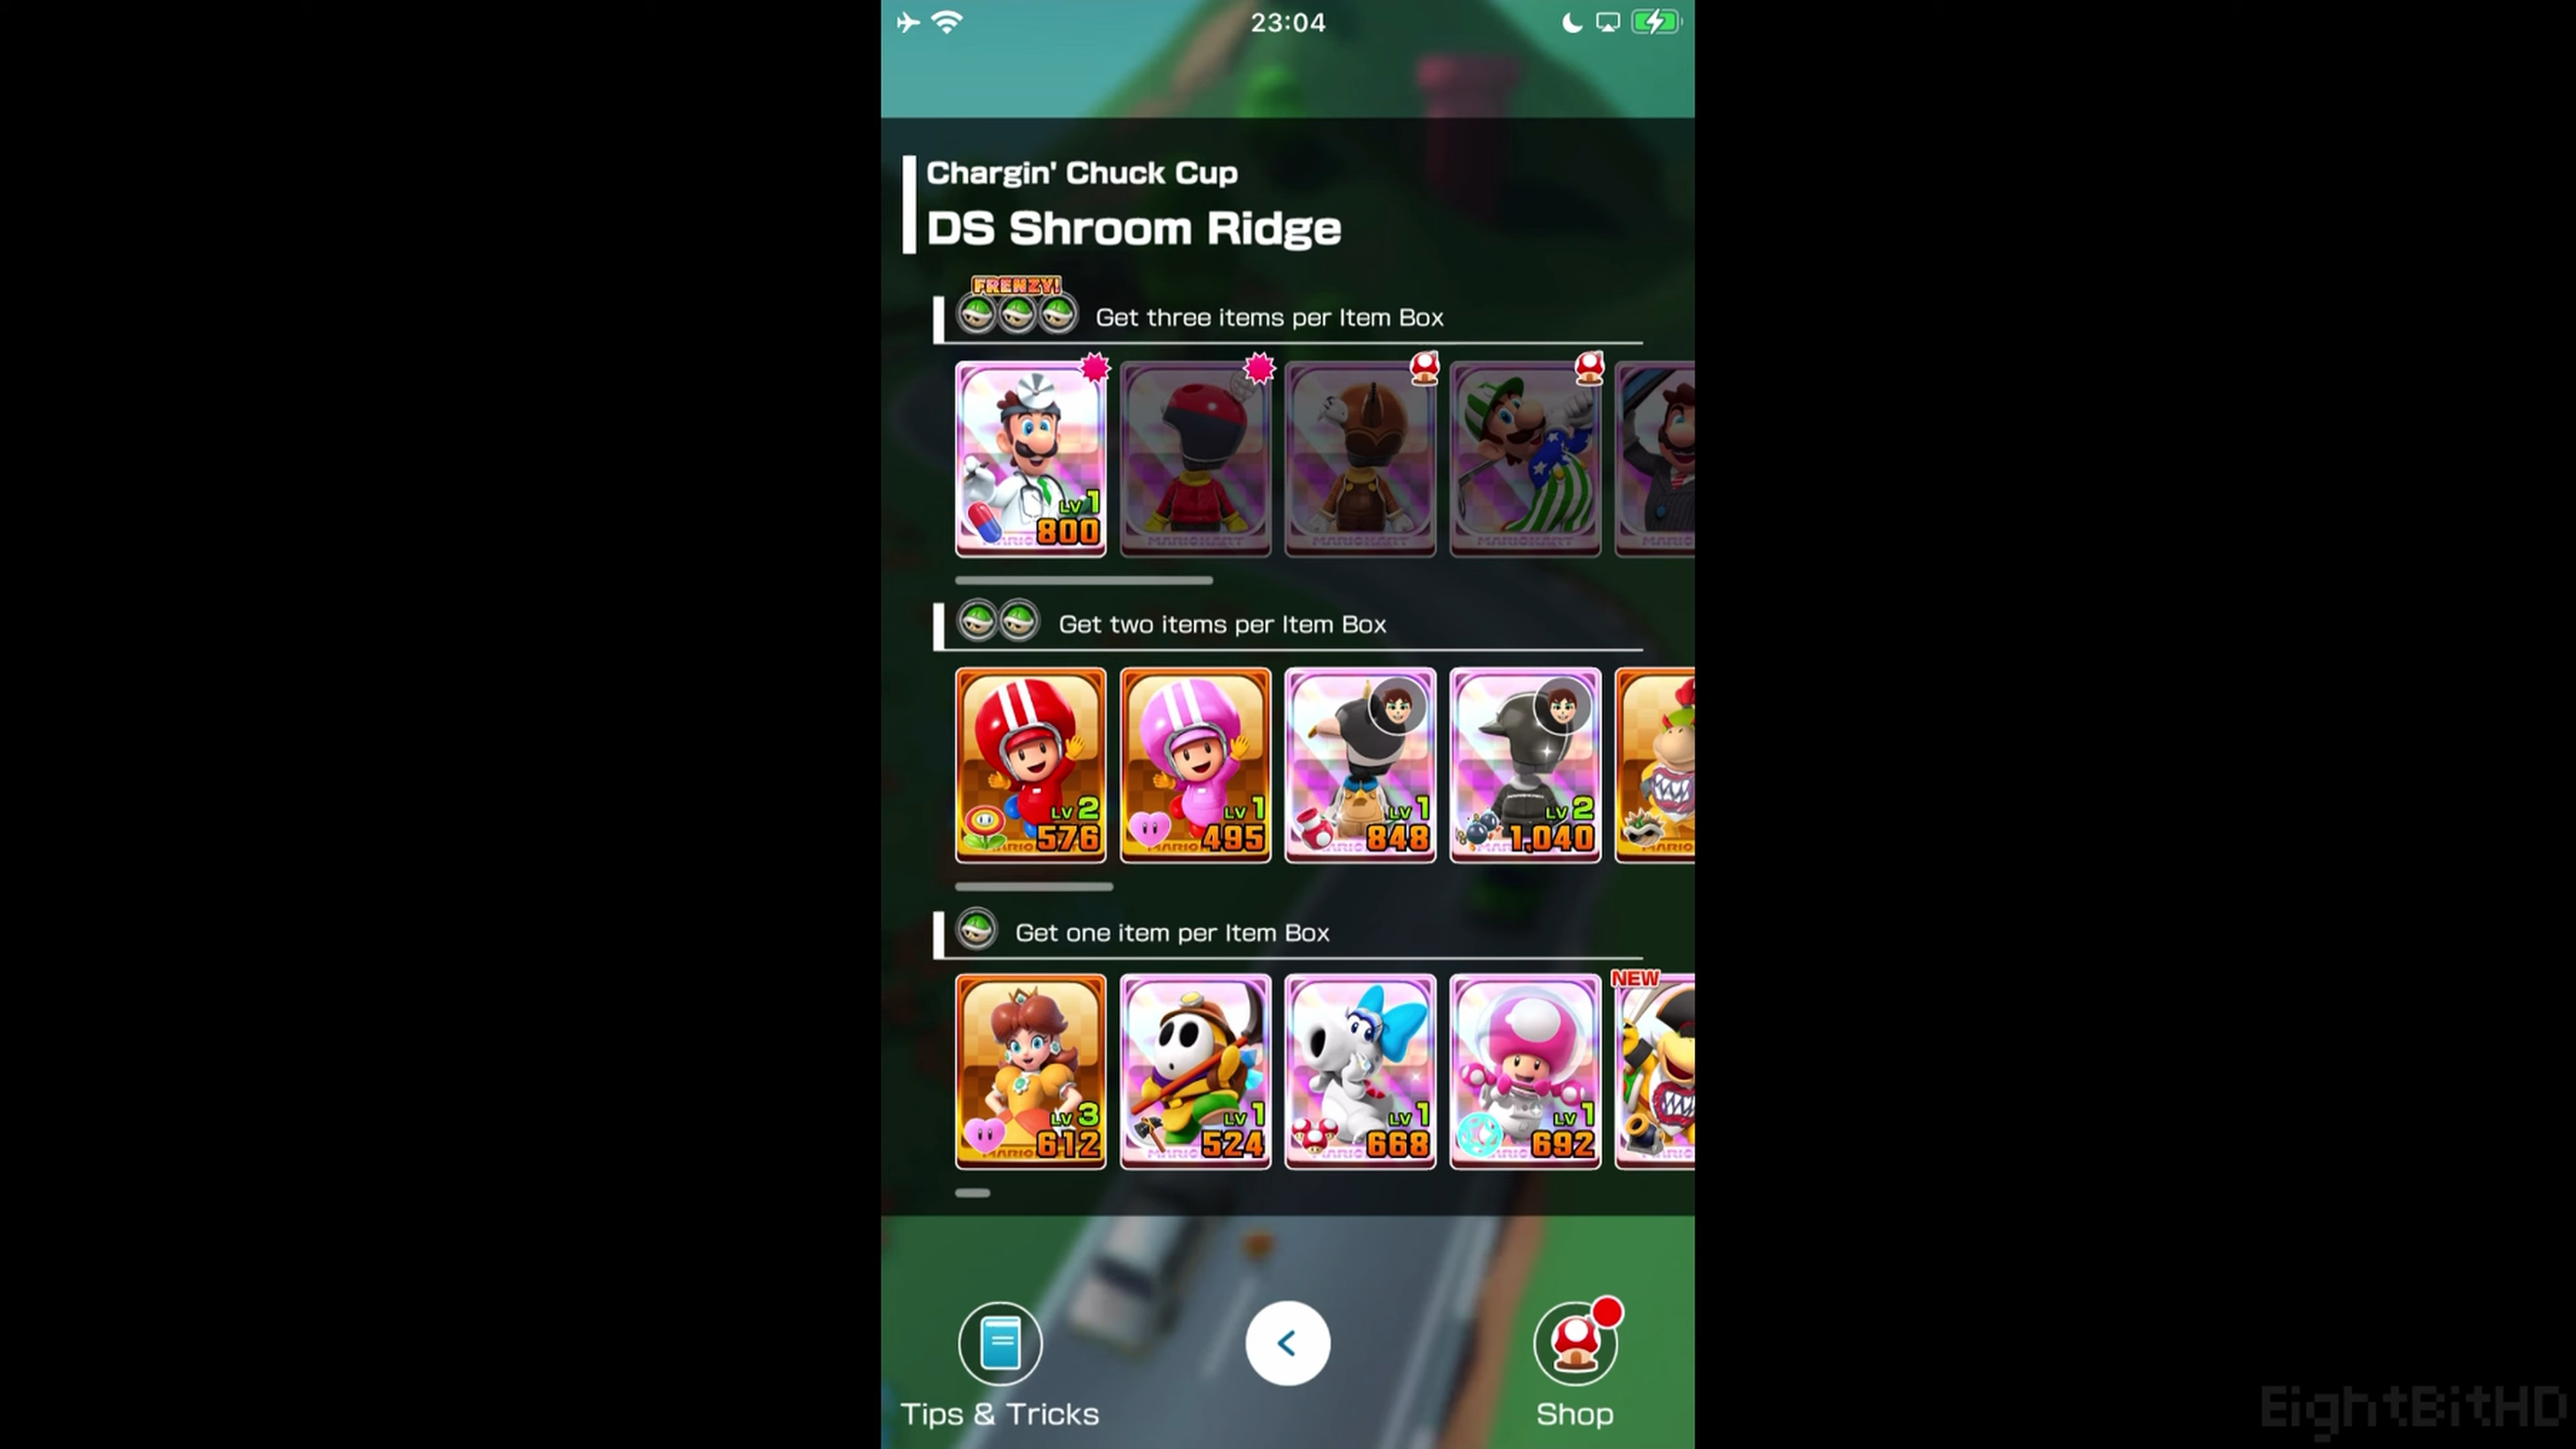 23:04
Chargin' Chuck Cup
DS Shroom Ridge
FRENZY!
Get three items per Item Box
LV 1
800
MARIOKART
MARIOKART
MARIOKART
Get two items per Item Box
LV 2
576
LV 1
495
LV 1
848
LV 2
1,040
Get one item per Item Box
NEW
LV 3
612
LV 1
524
LV 1
668
LV 1
692
Tips & Tricks
Shop
EightBitHD